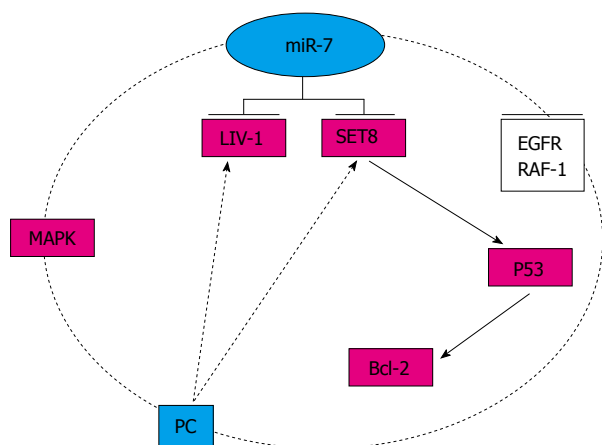 miR-7
LIV-1
SET8
EGFR
RAF-1
MAPK
P53
Bcl-2
PC